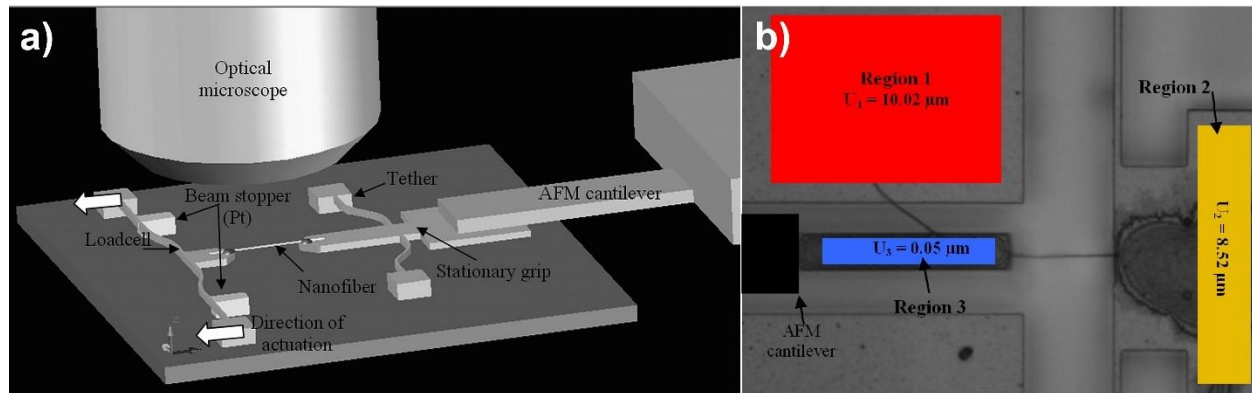 a)
Optical
microscope
Tether
AFM cantilever
Beam stopper
(Pt)
Loadcell
Stationary grip
Nanofiber
Direction of
actuation
Z
b)
Region 1
U₁ = 10.02 µm
Region 2
U₂ = 8.52 µm
U₃ = 0.05 µm
Region 3
AFM
cantilever